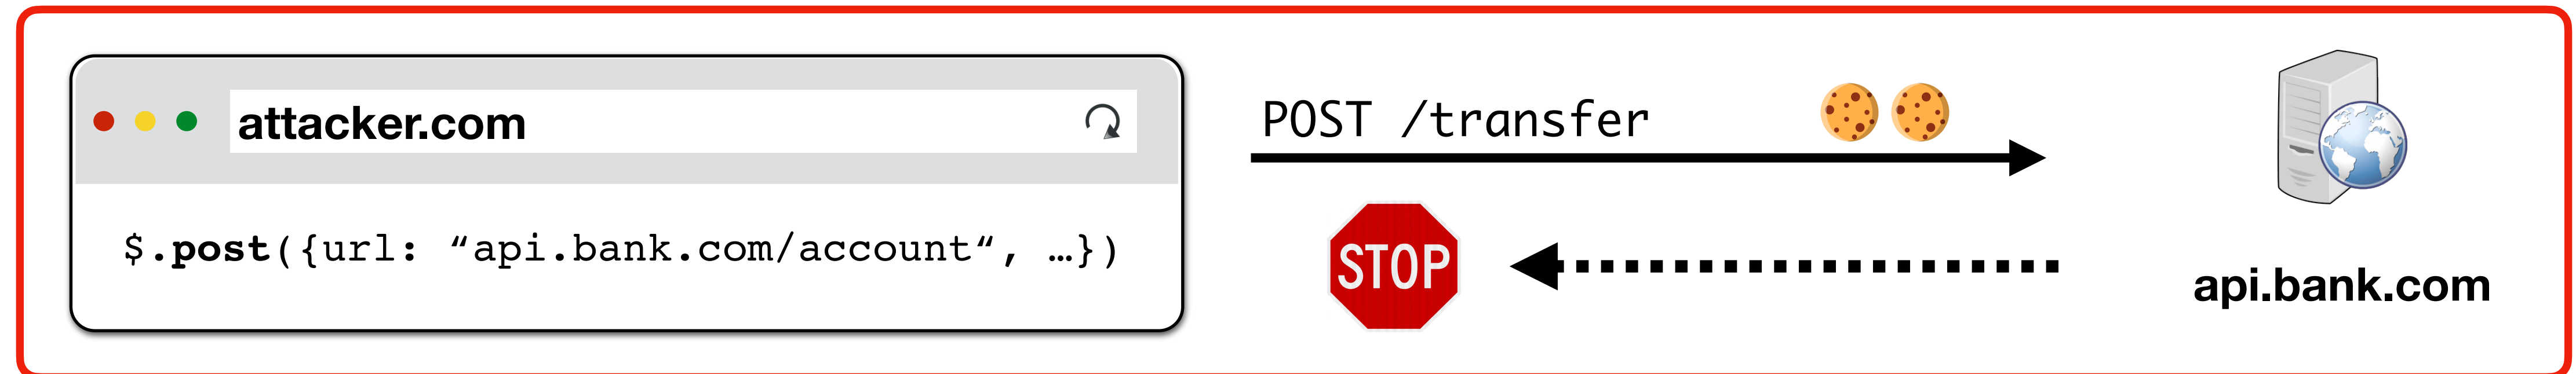 attacker.com
$.post({url: “api.bank.com/account“, …})
POST /transfer
STOP
api.bank.com